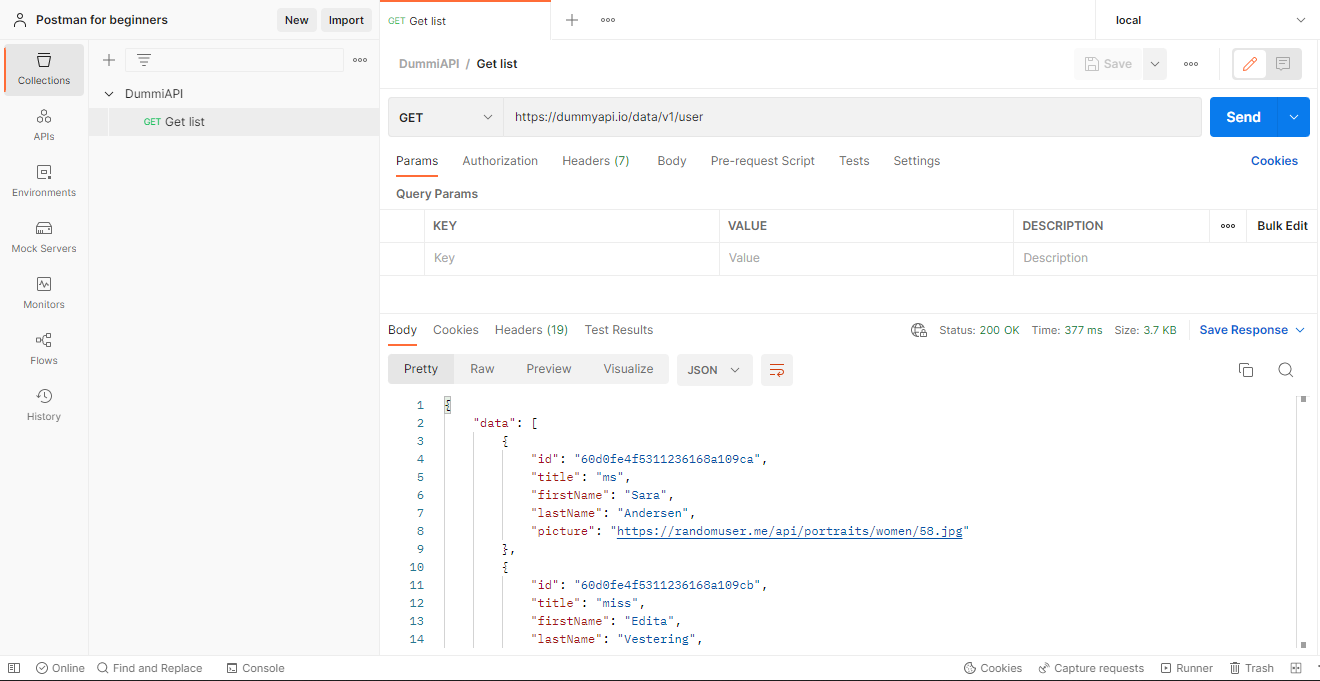 Postman for beginners New Import GET Get list local
Collections
DummiAPI / Get list Save
DummiAPI
GET Get list
GET https://dummyapi.io/data/v1/user Send
APIs
Params Authorization Headers (7) Body Pre-request Script Tests Settings Cookies
Environments
Query Params
KEY VALUE DESCRIPTION Bulk Edit
Key Value Description
Mock Servers
Monitors
Body Cookies Headers (19) Test Results Status: 200 OK Time: 377 ms Size: 3.7 KB Save Response
Flows
Pretty Raw Preview Visualize JSON
History
1 {
2 "data": [
3 {
4 "id": "60d0fe4f5311236168a109ca",
5 "title": "ms",
6 "firstName": "Sara",
7 "lastName": "Andersen",
8 "picture": "https://randomuser.me/api/portraits/women/58.jpg"
9 },
10 {
11 "id": "60d0fe4f5311236168a109cb",
12 "title": "miss",
13 "firstName": "Edita",
14 "lastName": "Vestering",
Online Find and Replace Console Cookies Capture requests Runner Trash